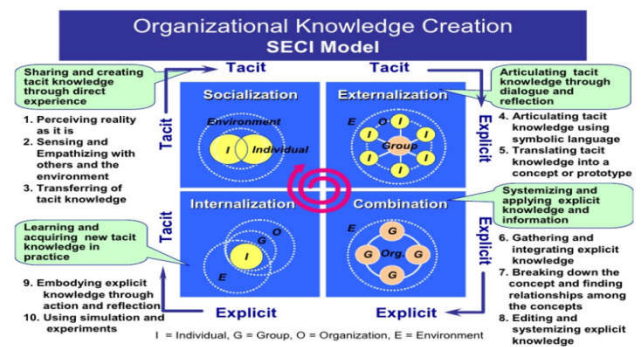 Organizational Knowledge Creation
SECI Model
Sharing and creating
tacit knowledge
through direct
experience
Tacit
Tacit
Articulating tacit
knowledge through
dialogue and
reflection
1. Perceiving reality
as it is
2. Sensing and
Empathizing with
others and the
environment
3. Transferring of
tacit knowledge
Tacit
Socialization
Environment
I
Individual
Externalization
E
O
I
I
I
I
I
I
Group
Explicit
4. Articulating tacit
knowledge using
symbolic language
5. Translating tacit
knowledge into a
concept or prototype
Learning and
acquiring new tacit
knowledge in
practice
Tacit
Internalization
I
G
O
E
Combination
E
G
G
Org.
G
G
Explicit
Systemizing and
applying explicit
knowledge and
information
6. Gathering and
integrating explicit
knowledge
7. Breaking down the
concept and finding
relationships among
the concepts
8. Editing and
systemizing explicit
knowledge
9. Embodying explicit
knowledge through
action and reflection
10. Using simulation and
experiments
Explicit
Explicit
I = Individual, G = Group, O = Organization, E = Environment